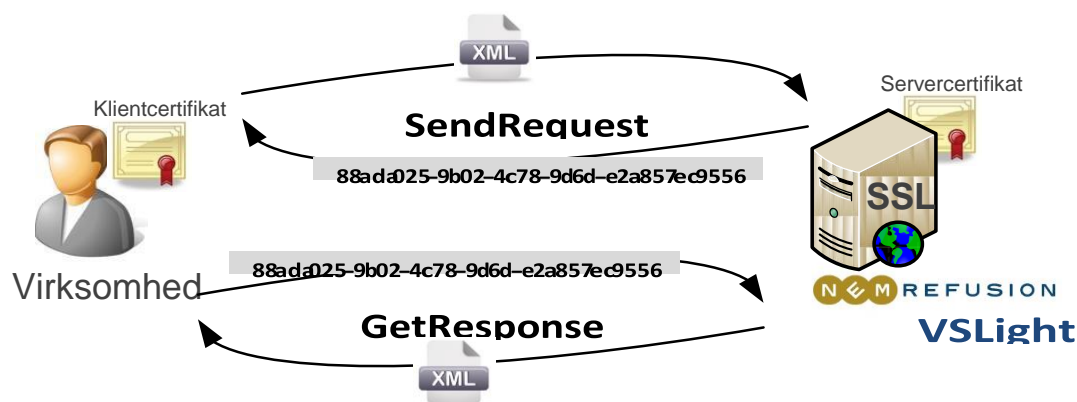 XML
Klientcertifikat
Servercertifikat
SendRequest
88ada025-9b02-4c78-9d6d-e2a857ec9556
SSL
88ada025-9b02-4c78-9d6d-e2a857ec9556
Virksomhed
NEMREFUSION
GetResponse
VSLight
XML